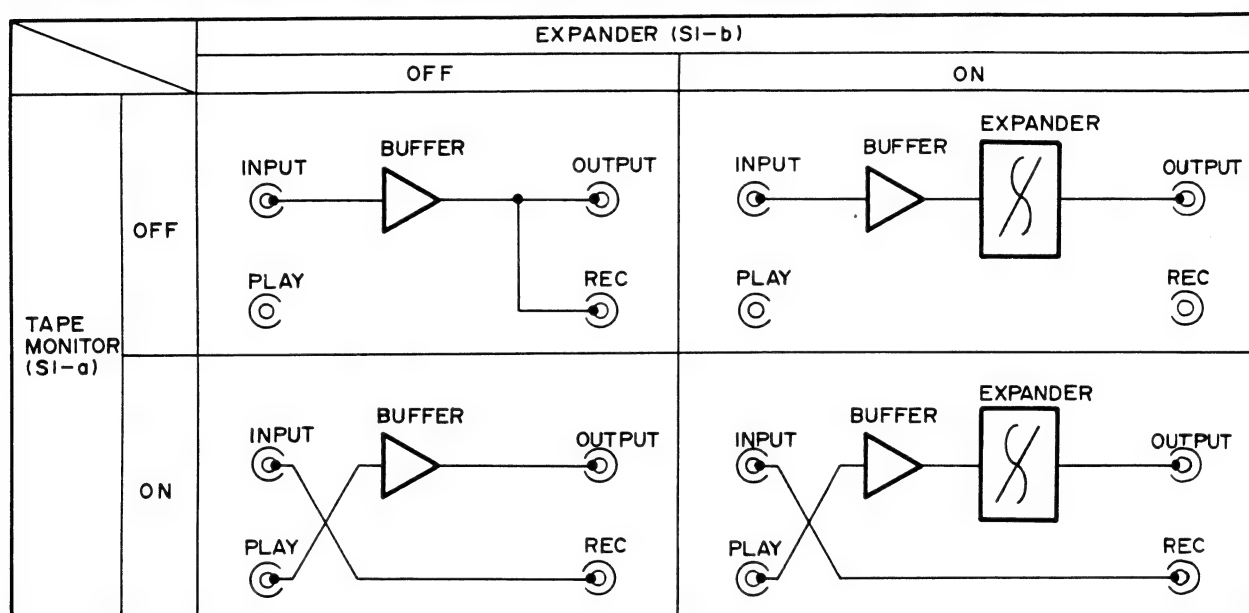 EXPANDER (S1-b)
OFF
ON
TAPE
MONITOR
(S1-a)
OFF
INPUT
BUFFER
OUTPUT
PLAY
REC
INPUT
BUFFER
EXPANDER
OUTPUT
PLAY
REC
ON
INPUT
BUFFER
OUTPUT
PLAY
REC
INPUT
BUFFER
EXPANDER
OUTPUT
PLAY
REC